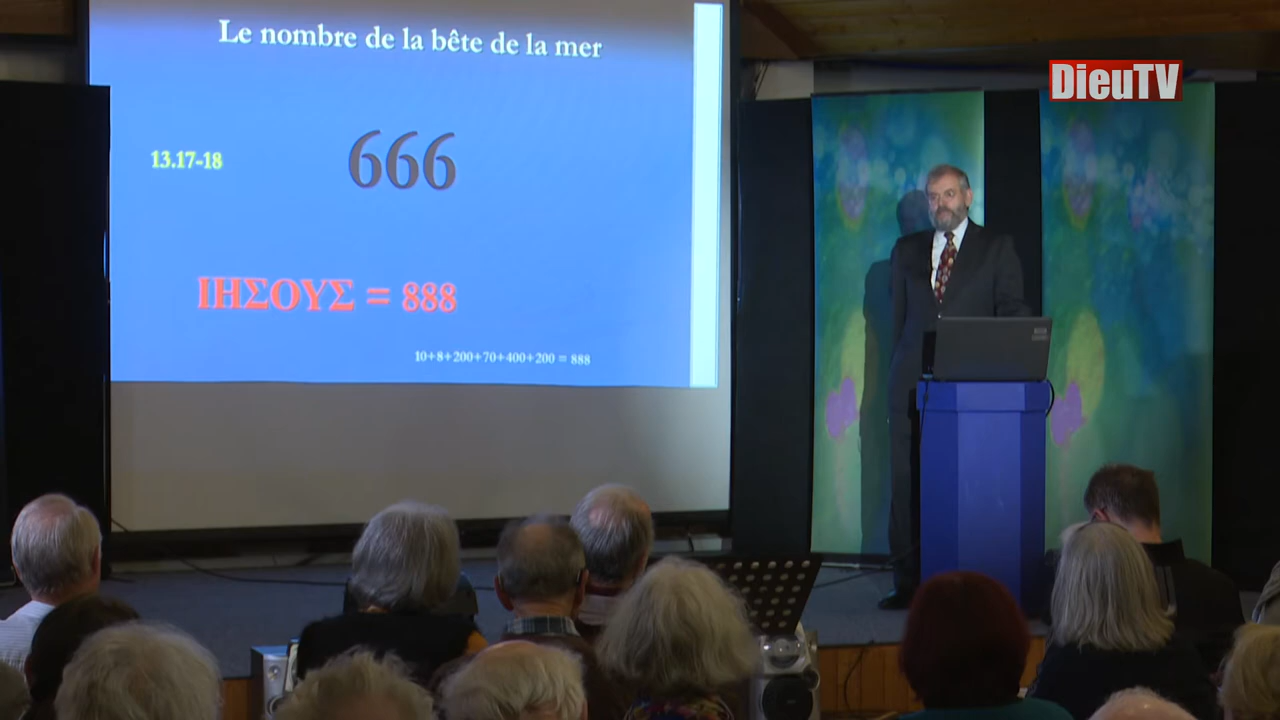 Le nombre de la bête de la mer
DieuTV
13.17-18
666
ΙΗΣΟΥΣ = 888
10+8+200+70+400+200 = 888